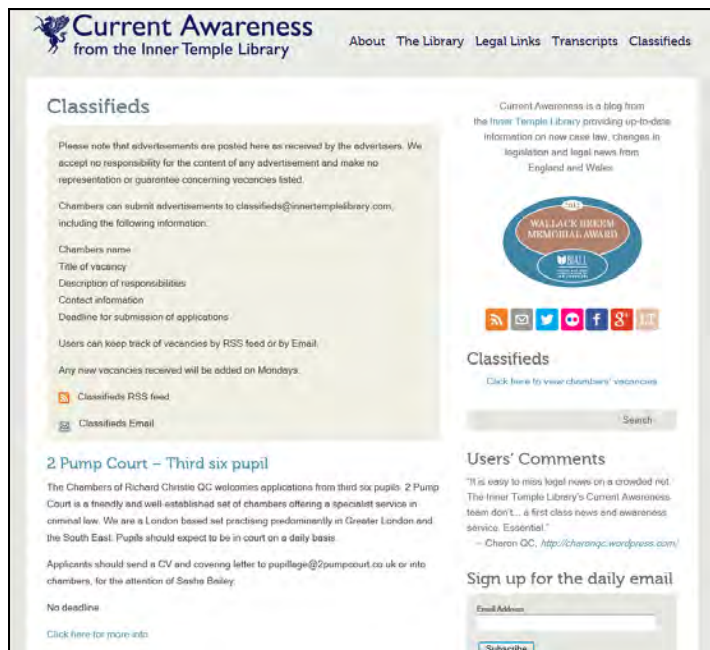 Current Awareness
from the Inner Temple Library
About The Library Legal Links Transcripts Classifieds
Classifieds
Please note that advertisements are posted here as received by the advertisers. We
accept no responsibility for the content of any advertisement and make no
representation or guarantee concerning vacancies listed.
Chambers can submit advertisements to classifieds@innertemplelibrary.com,
including the following information:
Chambers name
Title of vacancy
Description of responsibilities
Contact information
Deadline for submission of applications
Users can keep track of vacancies by RSS feed or by Email.
Any new vacancies received will be added on Mondays.
Classifieds RSS feed
Classifieds Email
2 Pump Court – Third six pupil
The Chambers of Richard Christie QC welcomes applications from third six pupils. 2 Pump
Court is a friendly and well-established set of chambers offering a specialist service in
criminal law. We are a London based set practising predominantly in Greater London and
the South East. Pupils should expect to be in court on a daily basis.
Applicants should send a CV and covering letter to pupillage@2pumpcourt.co.uk or into
chambers, for the attention of Sasha Bailey.
No deadline
Click here for more info
Current Awareness is a blog from
the Inner Temple Library providing up-to-date
information on new case law, changes in
legislation and legal news from
England and Wales
2012
WALLACE BREEM
MEMORIAL AWARD
BIALL
Classifieds
Click here to view chambers' vacancies
Search
Users' Comments
"It is easy to miss legal news on a crowded net.
The Inner Temple Library's Current Awareness
team don't... a first class news and awareness
service. Essential."
– Charon QC, http://charonqc.wordpress.com/
Sign up for the daily email
Email Address
Subscribe